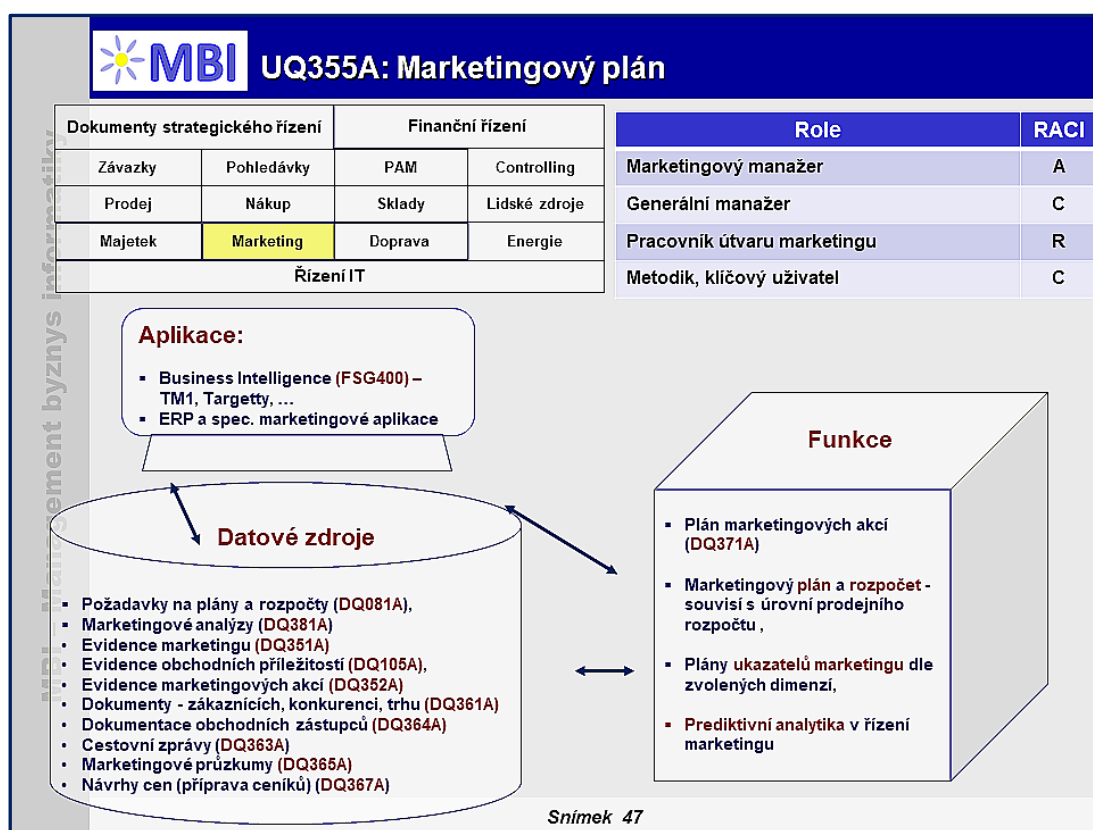 MBI
UQ355A: Marketingový plán
Dokumenty strategického řízení
Finanční řízení
Závazky
Pohledávky
PAM
Controlling
Prodej
Nákup
Sklady
Lidské zdroje
Majetek
Marketing
Doprava
Energie
Řízení IT
Role
RACI
Marketingový manažer
A
Generální manažer
C
Pracovník útvaru marketingu
R
Metodik, klíčový uživatel
C
MBI – Management byznys informatiky
Aplikace:
▪ Business Intelligence (FSG400) –
TM1, Targetty, …
▪ ERP a spec. marketingové aplikace
Datové zdroje
▪ Požadavky na plány a rozpočty (DQ081A),
▪ Marketingové analýzy (DQ381A)
• Evidence marketingu (DQ351A)
• Evidence obchodních příležitostí (DQ105A),
• Evidence marketingových akcí (DQ352A)
• Dokumenty - zákaznících, konkurenci, trhu (DQ361A)
• Dokumentace obchodních zástupců (DQ364A)
• Cestovní zprávy (DQ363A)
• Marketingové průzkumy (DQ365A)
• Návrhy cen (příprava ceníků) (DQ367A)
Funkce
▪ Plán marketingových akcí
(DQ371A)
▪ Marketingový plán a rozpočet -
souvisí s úrovní prodejního
rozpočtu ,
▪ Plány ukazatelů marketingu dle
zvolených dimenzí,
▪ Prediktivní analytika v řízení
marketingu
Snímek 47